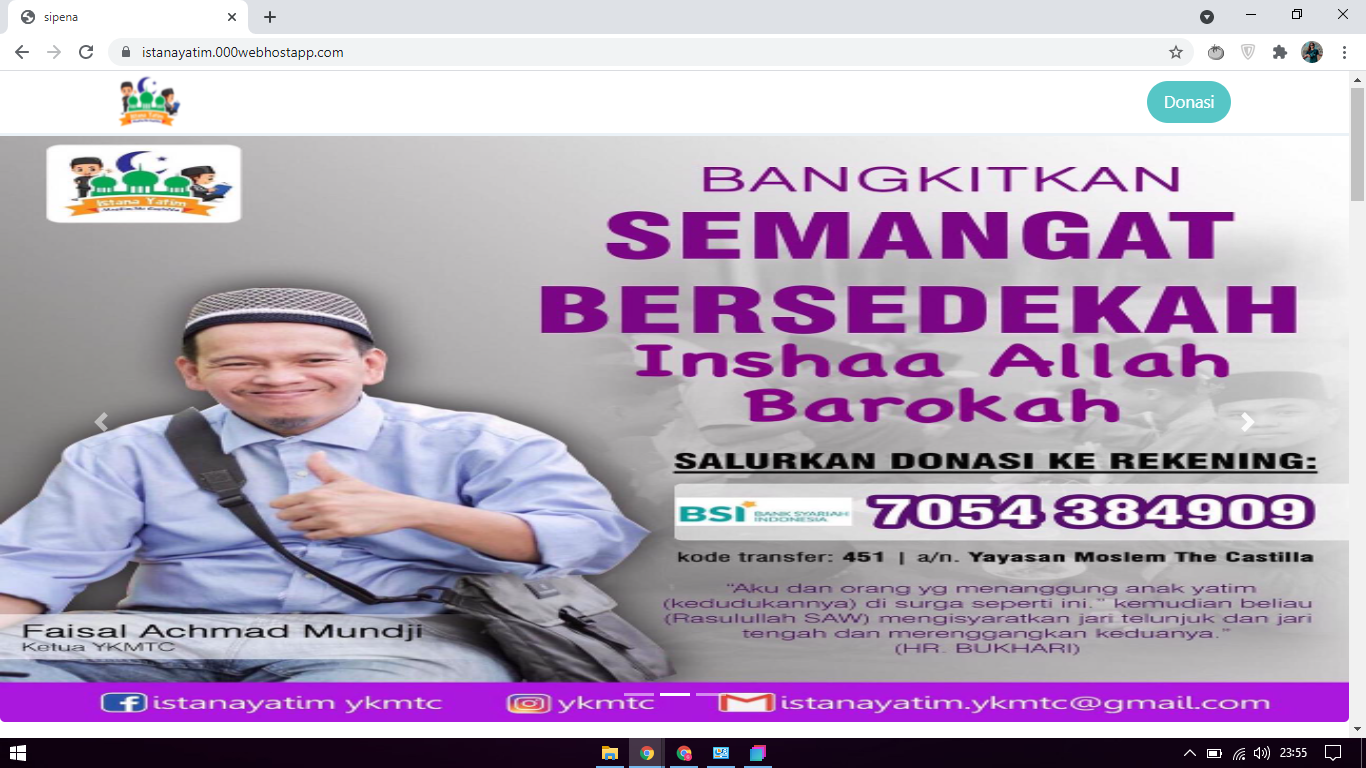 sipena
istanayatim.000webhostapp.com
Donasi
Istana Yatim
BANGKITKAN
SEMANGAT
BERSEDEKAH
Inshaa Allah
Barokah
SALURKAN DONASI KE REKENING:
BSI BANK SYARIAH
INDONESIA
7054 384909
kode transfer: 451 | a/n. Yayasan Moslem The Castilla
"Aku dan orang yg menanggung anak yatim
(kedudukannya) di surga seperti ini." kemudian beliau
(Rasulullah SAW) mengisyaratkan jari telunjuk dan jari
tengah dan merenggangkan keduanya."
(HR. BUKHARI)
Faisal Achmad Mundji
Ketua YKMTC
istanayatim ykmtc
ykmtc
istanayatim.ykmtc@gmail.com
23:55